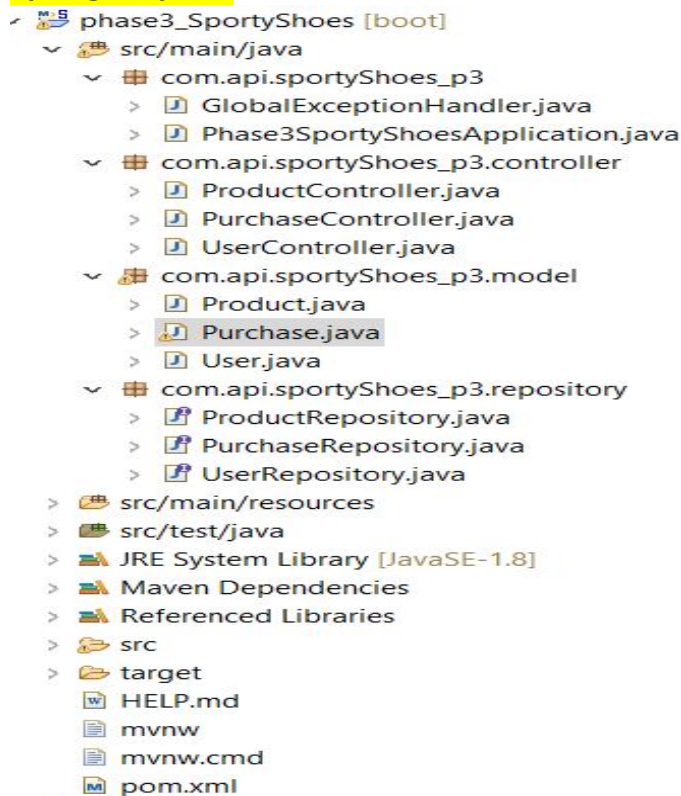 phase3_SportyShoes [boot]
src/main/java
com.api.sportyShoes_p3
GlobalExceptionHandler.java
Phase3SportyShoesApplication.java
com.api.sportyShoes_p3.controller
ProductController.java
PurchaseController.java
UserController.java
com.api.sportyShoes_p3.model
Product.java
Purchase.java
User.java
com.api.sportyShoes_p3.repository
ProductRepository.java
PurchaseRepository.java
UserRepository.java
src/main/resources
src/test/java
JRE System Library [JavaSE-1.8]
Maven Dependencies
Referenced Libraries
src
target
HELP.md
mvnw
mvnw.cmd
pom.xml